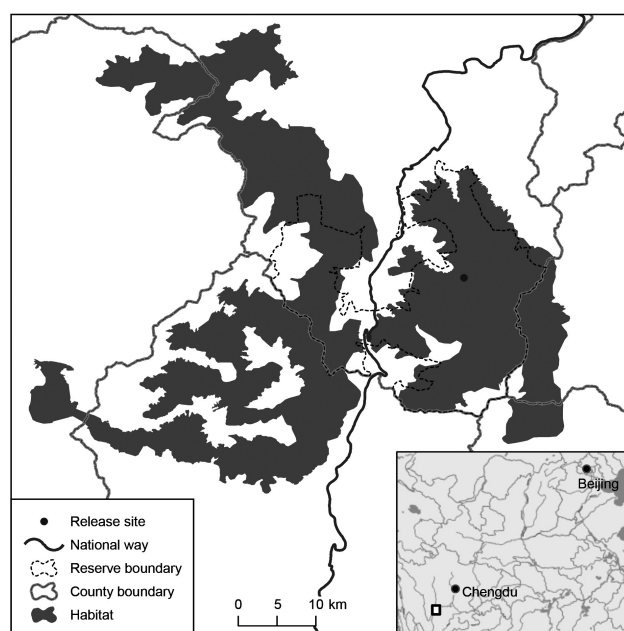 Beijing
Chengdu
Release site
National way
Reserve boundary
County boundary
Habitat
0 5 10 km